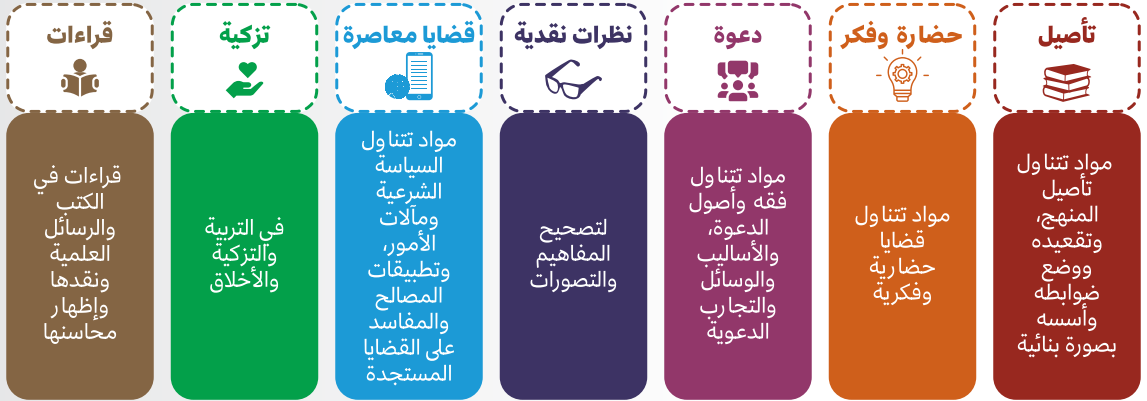 تأصيل
مواد تتناول
تأصيل
المنهج،
وتقعيده
ووضع
ضوابطه
وأسسه
بصورة بنائية
حضارة وفكر
مواد تتناول
قضايا
حضارية
وفكرية
دعوة
مواد تتناول
فقه وأصول
الدعوة،
والأساليب
والوسائل
والتجارب
الدعوية
نظرات نقدية
لتصحيح
المفاهيم
والتصورات
قضايا معاصرة
مواد تتناول
السياسة
الشرعية
ومآلات
الأمور،
وتطبيقات
المصالح
والمفاسد
على القضايا
المستجدة
تزكية
في التربية
والتزكية
والأخلاق
قراءات
قراءات في
الكتب
والرسائل
العلمية
ونقدها
وإظهار
محاسنها